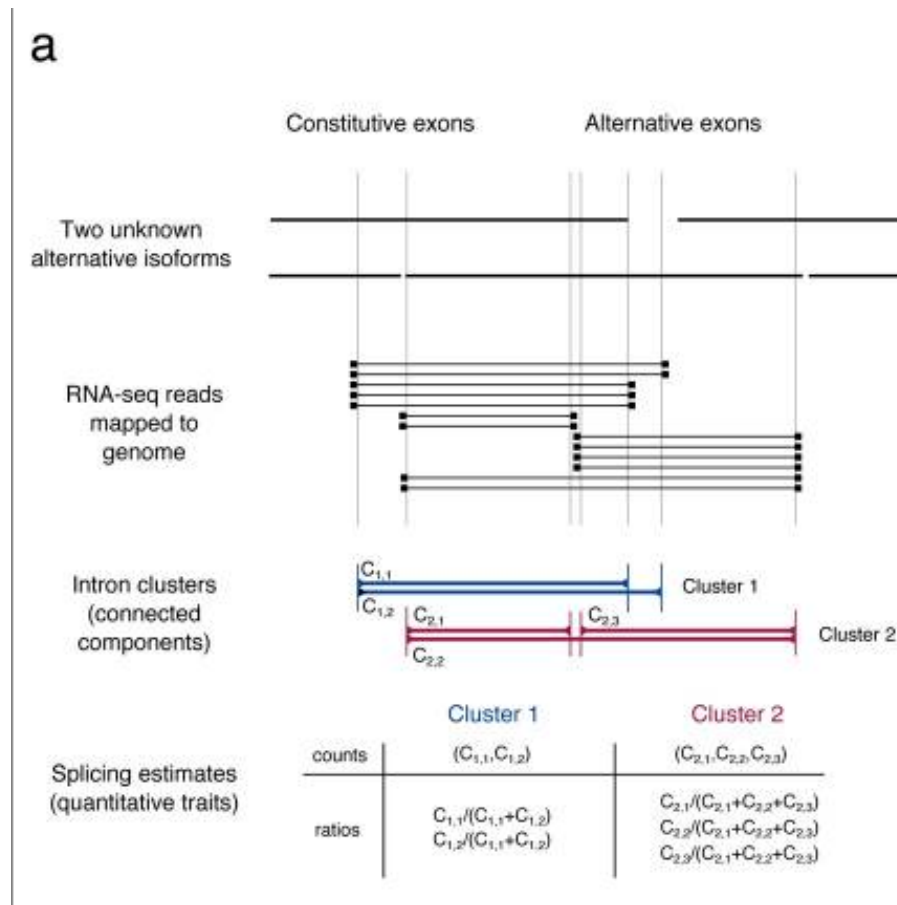 a
Constitutive exons
Alternative exons
Two unknown
alternative isoforms
RNA-seq reads
mapped to
genome
Intron clusters
(connected
components)
C1,1
C1,2
Cluster 1
C2,1
C2,3
C2,2
Cluster 2
Splicing estimates
(quantitative traits)
Cluster 1
Cluster 2
counts
(C1,1,C1,2)
(C2,1,C2,2,C2,3)
ratios
C1,1/(C1,1+C1,2)
C1,2/(C1,1+C1,2)
C2,1/(C2,1+C2,2+C2,3)
C2,2/(C2,1+C2,2+C2,3)
C2,3/(C2,1+C2,2+C2,3)